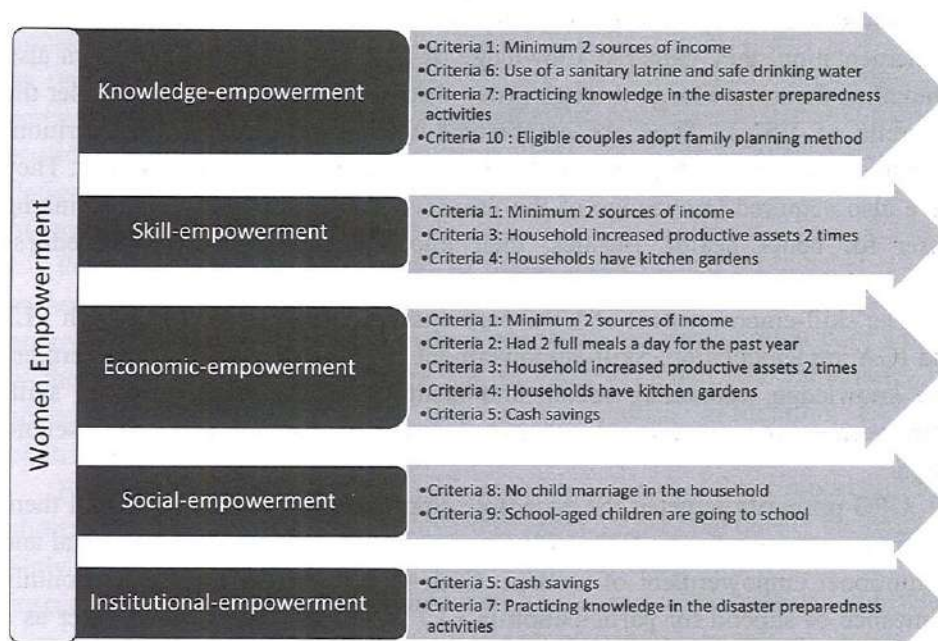 Women Empowerment
Knowledge-empowerment
•Criteria 1: Minimum 2 sources of income
•Criteria 6: Use of a sanitary latrine and safe drinking water
•Criteria 7: Practicing knowledge in the disaster preparedness
activities
•Criteria 10 : Eligible couples adopt family planning method
Skill-empowerment
•Criteria 1: Minimum 2 sources of income
•Criteria 3: Household increased productive assets 2 times
•Criteria 4: Households have kitchen gardens
Economic-empowerment
•Criteria 1: Minimum 2 sources of income
•Criteria 2: Had 2 full meals a day for the past year
•Criteria 3: Household increased productive assets 2 times
•Criteria 4: Households have kitchen gardens
•Criteria 5: Cash savings
Social-empowerment
•Criteria 8: No child marriage in the household
•Criteria 9: School-aged children are going to school
Institutional-empowerment
•Criteria 5: Cash savings
•Criteria 7: Practicing knowledge in the disaster preparedness
activities